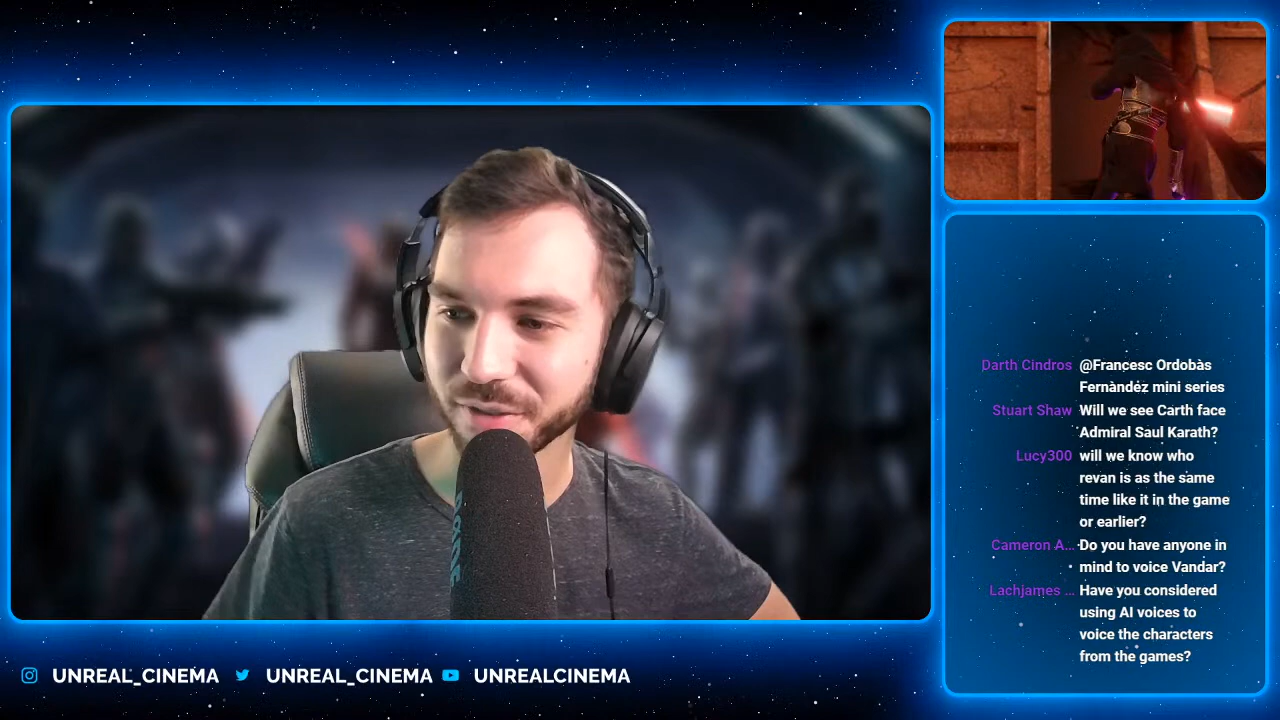 Darth Cindros @Francesc Ordobàs
Fernàndez mini series
Stuart Shaw Will we see Carth face
Admiral Saul Karath?
Lucy300 will we know who
revan is as the same
time like it in the game
or earlier?
Cameron A... Do you have anyone in
mind to voice Vandar?
Lachjames ... Have you considered
using AI voices to
voice the characters
from the games?
UNREAL_CINEMA UNREAL_CINEMA UNREALCINEMA